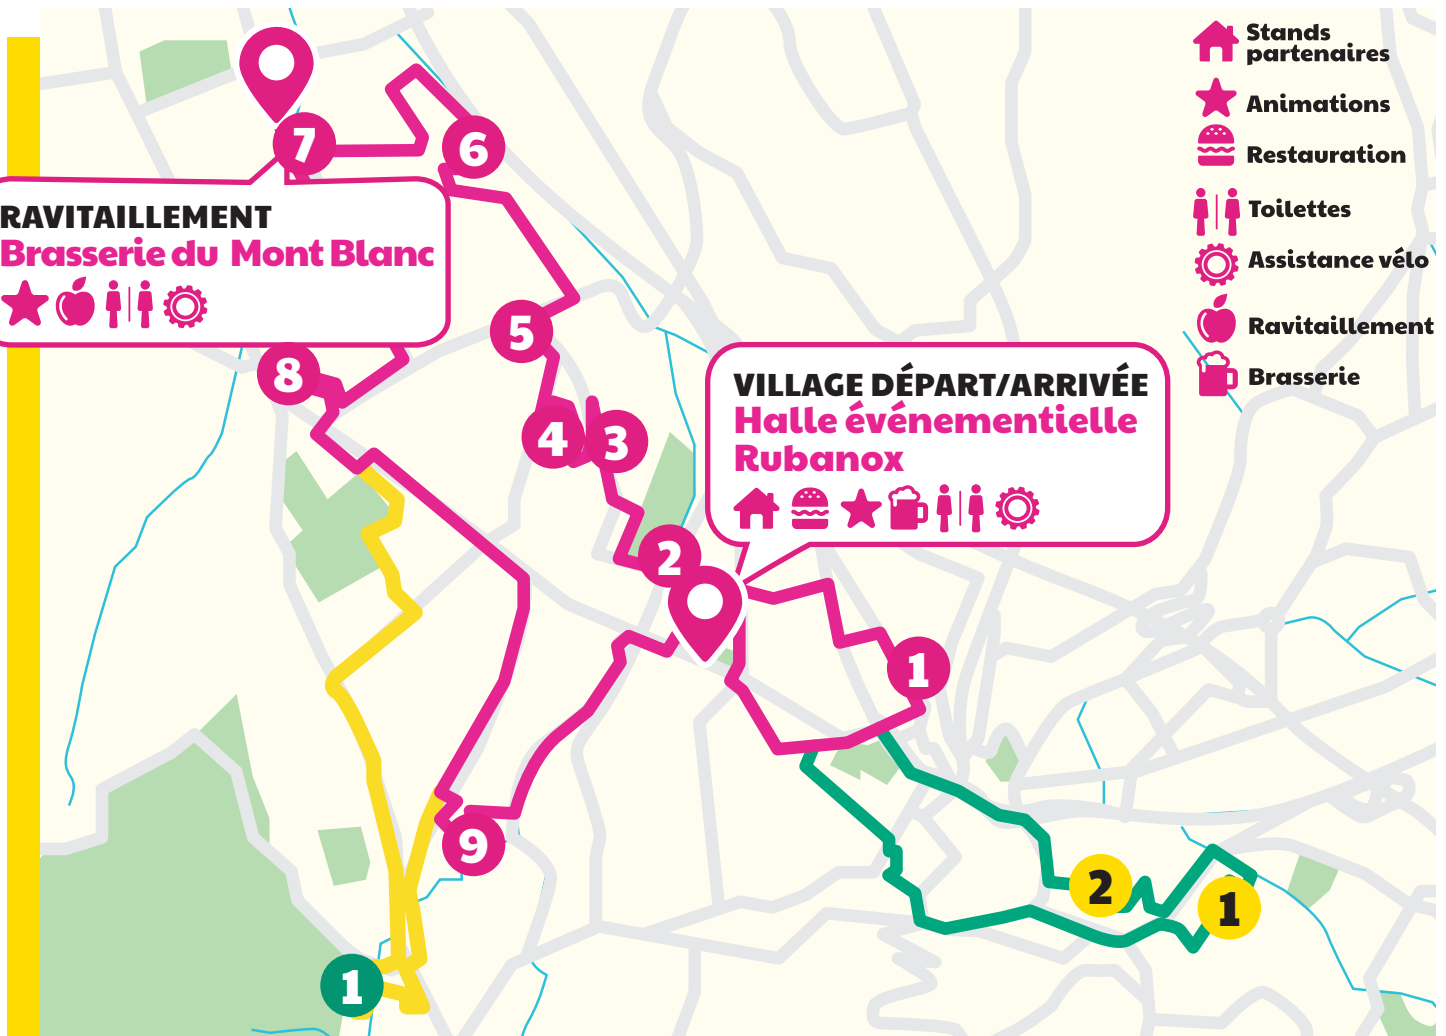 Stands
partenaires
Animations
Restauration
Toilettes
Assistance vélo
Ravitaillement
Brasserie
7
6
RAVITAILLEMENT
Brasserie du Mont Blanc
5
8
4
3
VILLAGE DÉPART/ARRIVÉE
Halle événementielle
Rubanox
2
1
9
2
1
1